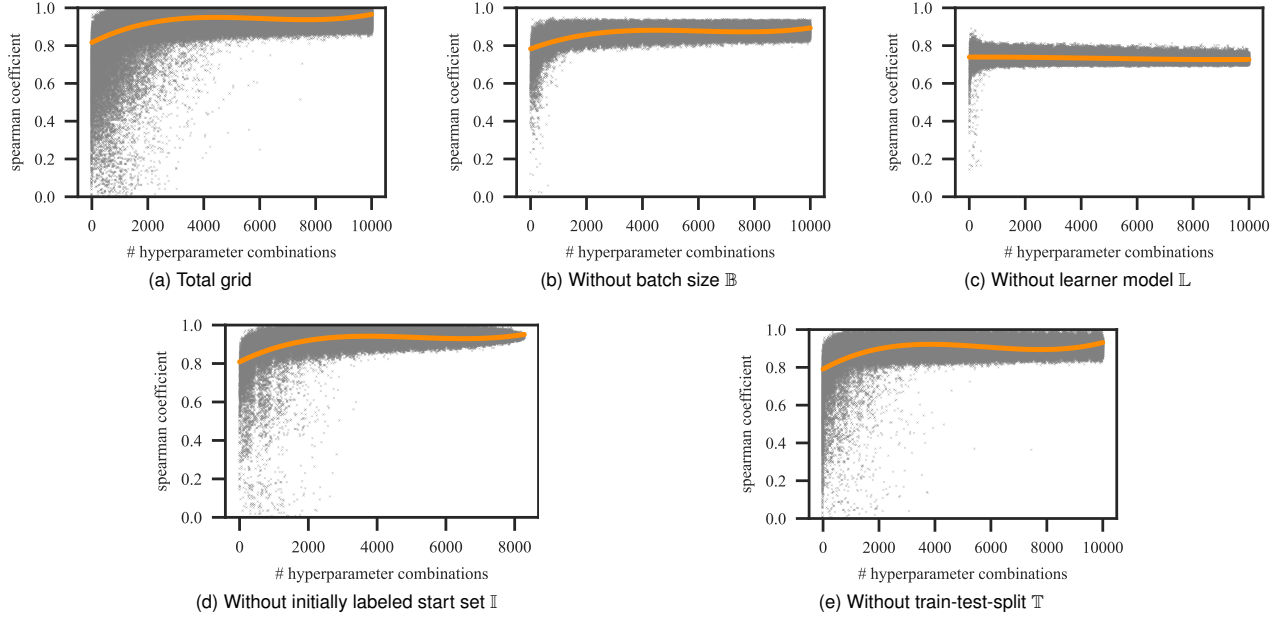 1.0
0.8
0.6
0.4
0.2
0.0
spearman coefficient
0 2000 4000 6000 8000 10000
# hyperparameter combinations
(a) Total grid
1.0
0.8
0.6
0.4
0.2
0.0
spearman coefficient
0 2000 4000 6000 8000 10000
# hyperparameter combinations
(b) Without batch size 𝔹
1.0
0.8
0.6
0.4
0.2
0.0
spearman coefficient
0 2000 4000 6000 8000 10000
# hyperparameter combinations
(c) Without learner model 𝕃
1.0
0.8
0.6
0.4
0.2
0.0
spearman coefficient
0 2000 4000 6000 8000
# hyperparameter combinations
(d) Without initially labeled start set 𝕀
1.0
0.8
0.6
0.4
0.2
0.0
spearman coefficient
0 2000 4000 6000 8000 10000
# hyperparameter combinations
(e) Without train-test-split 𝕋